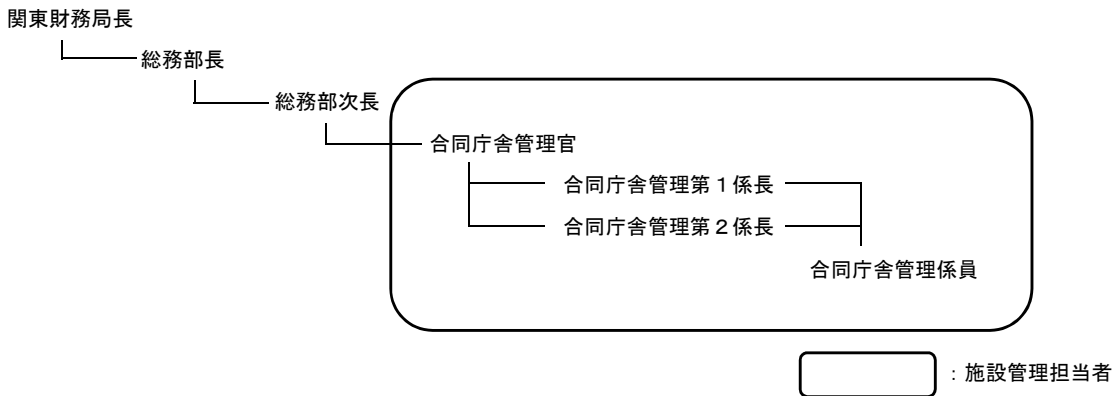 関東財務局長
総務部長
総務部次長
合同庁舎管理官
合同庁舎管理第１係長
合同庁舎管理第２係長
合同庁舎管理係員
：施設管理担当者